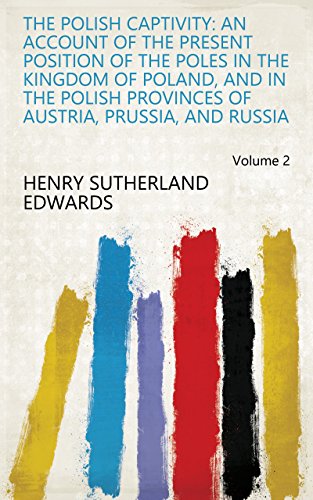 THE POLISH CAPTIVITY: AN
ACCOUNT OF THE PRESENT
POSITION OF THE POLES IN THE
KINGDOM OF POLAND, AND IN
THE POLISH PROVINCES OF
AUSTRIA, PRUSSIA, AND RUSSIA
Volume 2
HENRY SUTHERLAND
EDWARDS